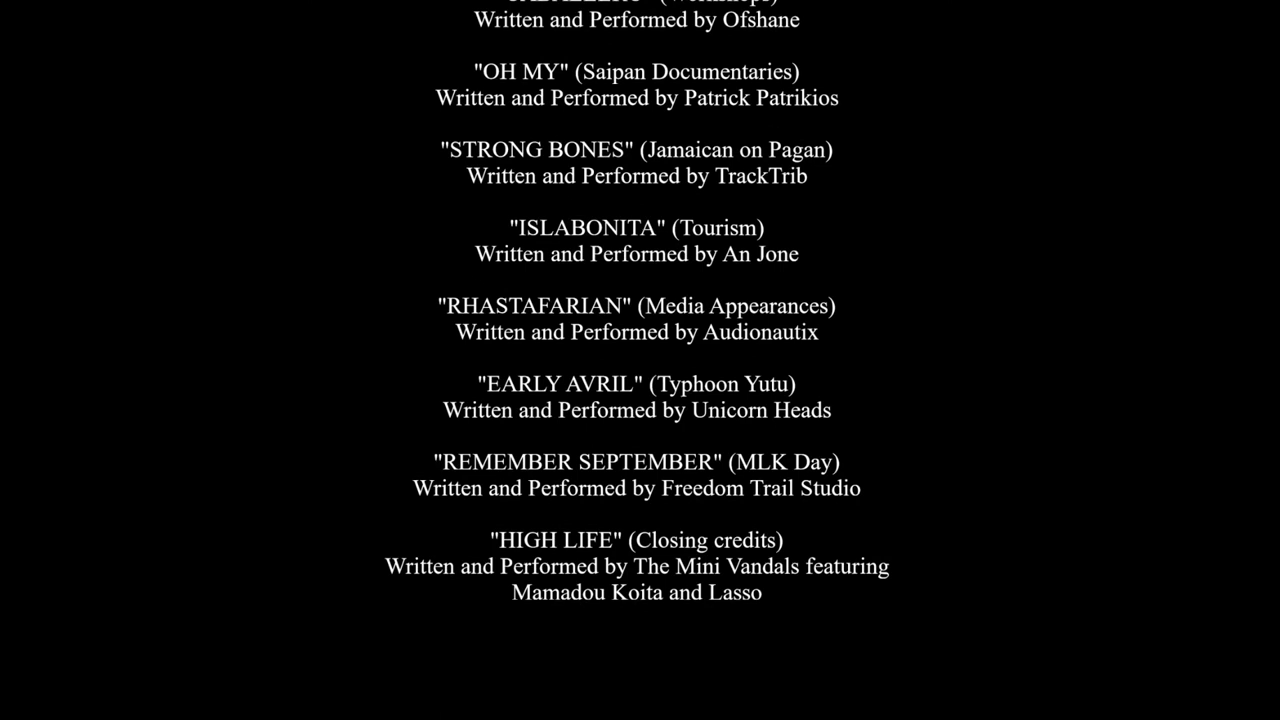 Written and Performed by Ofshane
"OH MY" (Saipan Documentaries)
Written and Performed by Patrick Patrikios
"STRONG BONES" (Jamaican on Pagan)
Written and Performed by TrackTrib
"ISLABONITA" (Tourism)
Written and Performed by An Jone
"RHASTAFARIAN" (Media Appearances)
Written and Performed by Audionautix
"EARLY AVRIL" (Typhoon Yutu)
Written and Performed by Unicorn Heads
"REMEMBER SEPTEMBER" (MLK Day)
Written and Performed by Freedom Trail Studio
"HIGH LIFE" (Closing credits)
Written and Performed by The Mini Vandals featuring
Mamadou Koita and Lasso